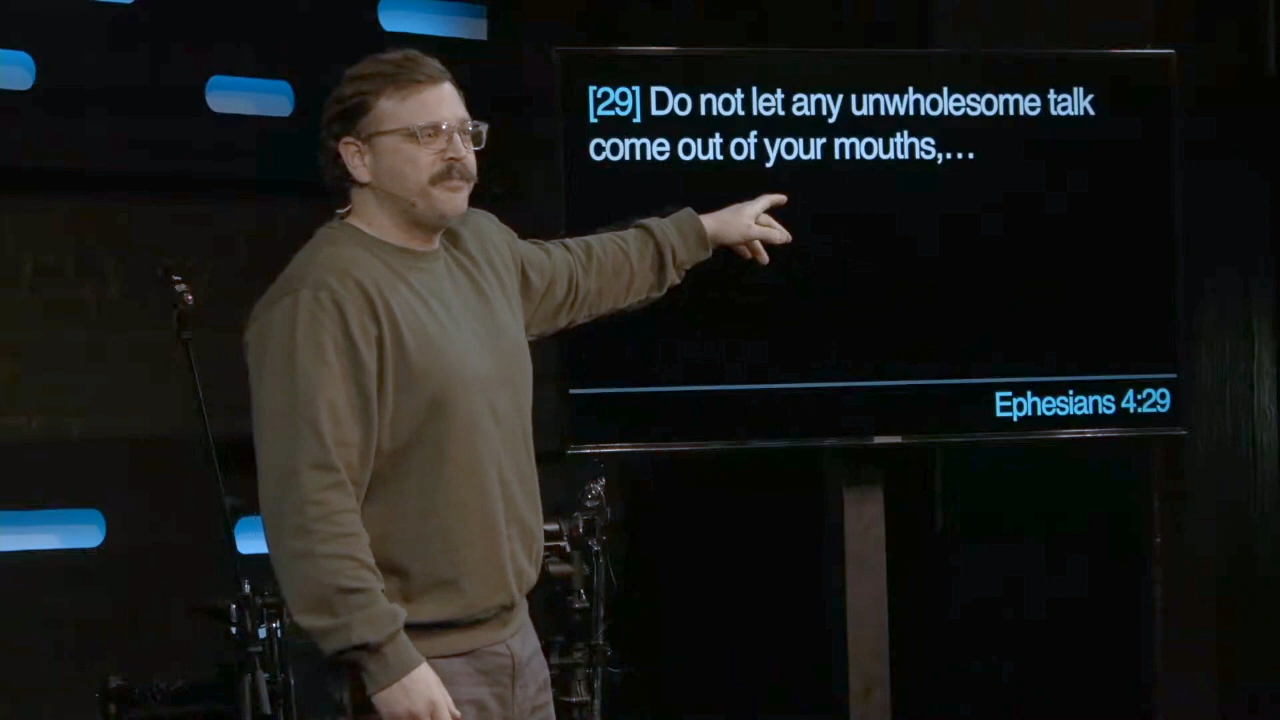 [29] Do not let any unwholesome talk
come out of your mouths,...
Ephesians 4:29